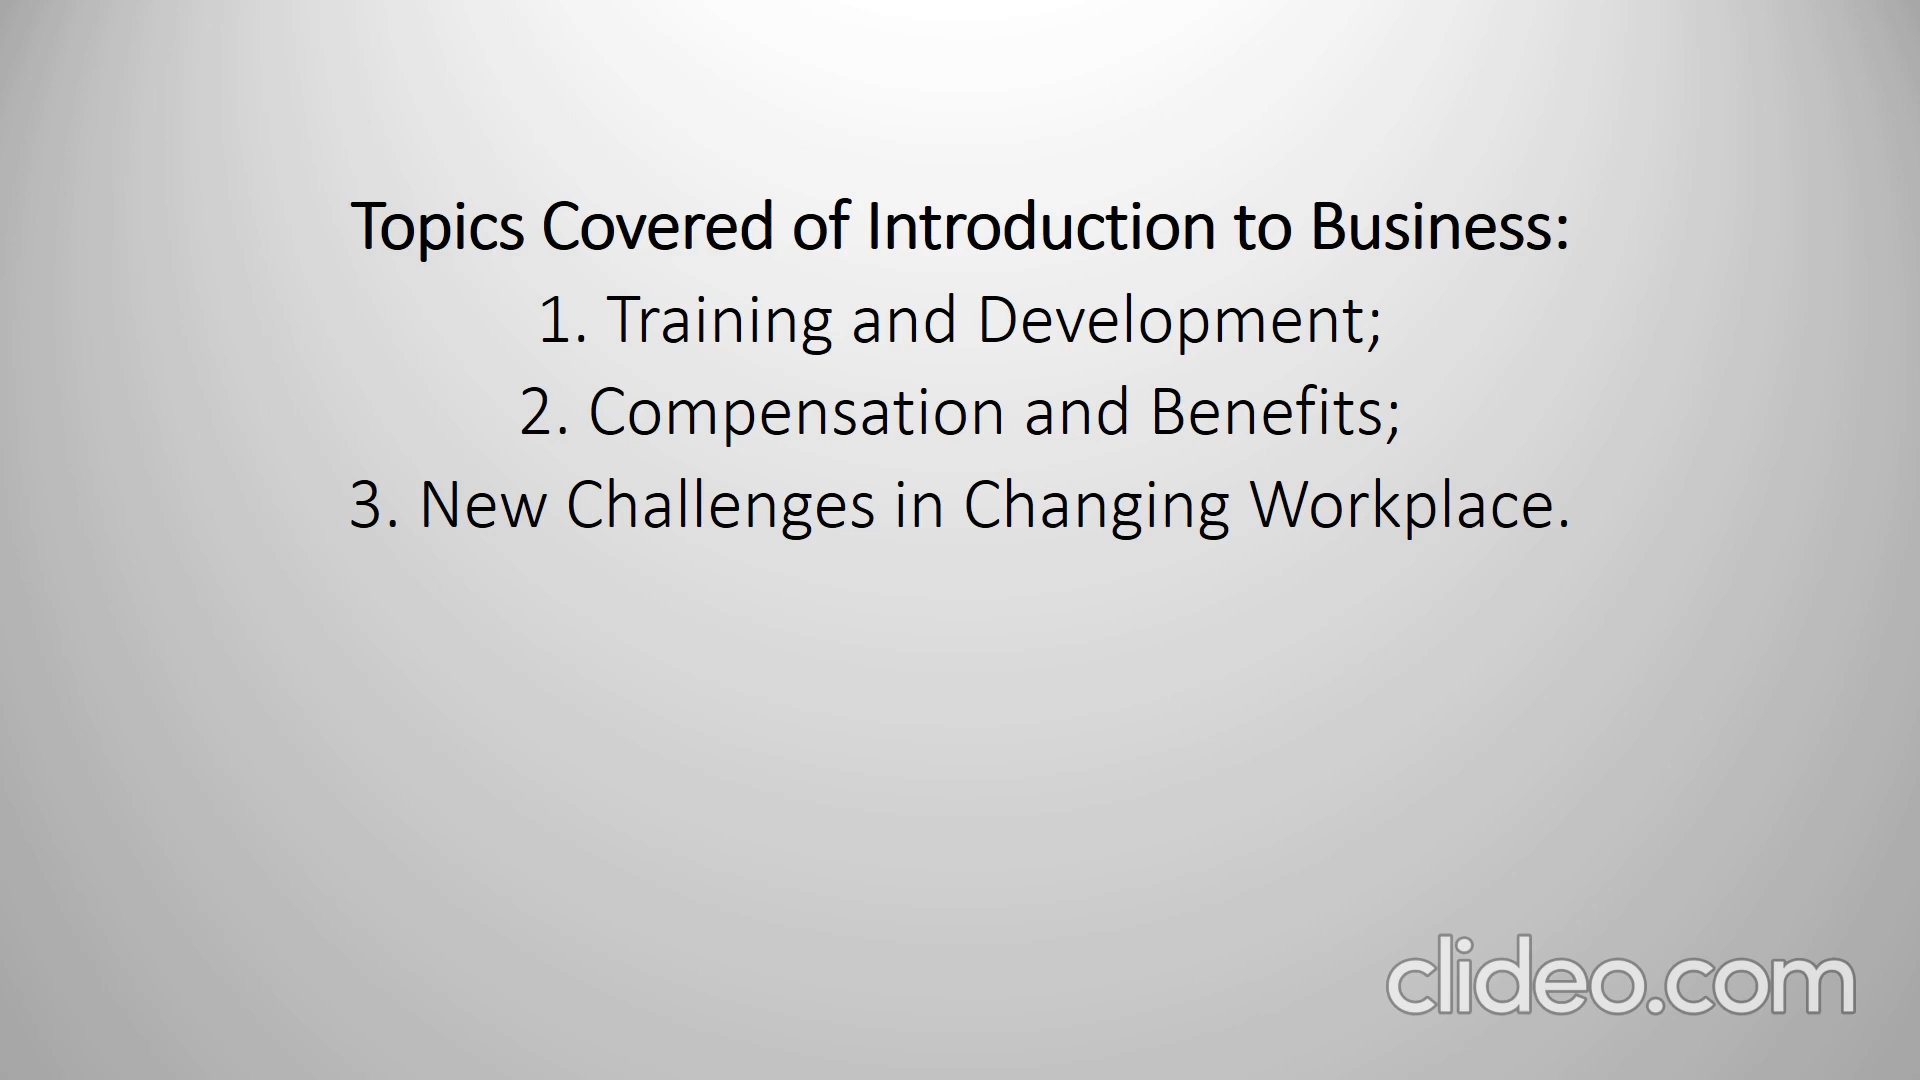 Topics Covered of Introduction to Business:
1. Training and Development;
2. Compensation and Benefits;
3. New Challenges in Changing Workplace.
clideo.com